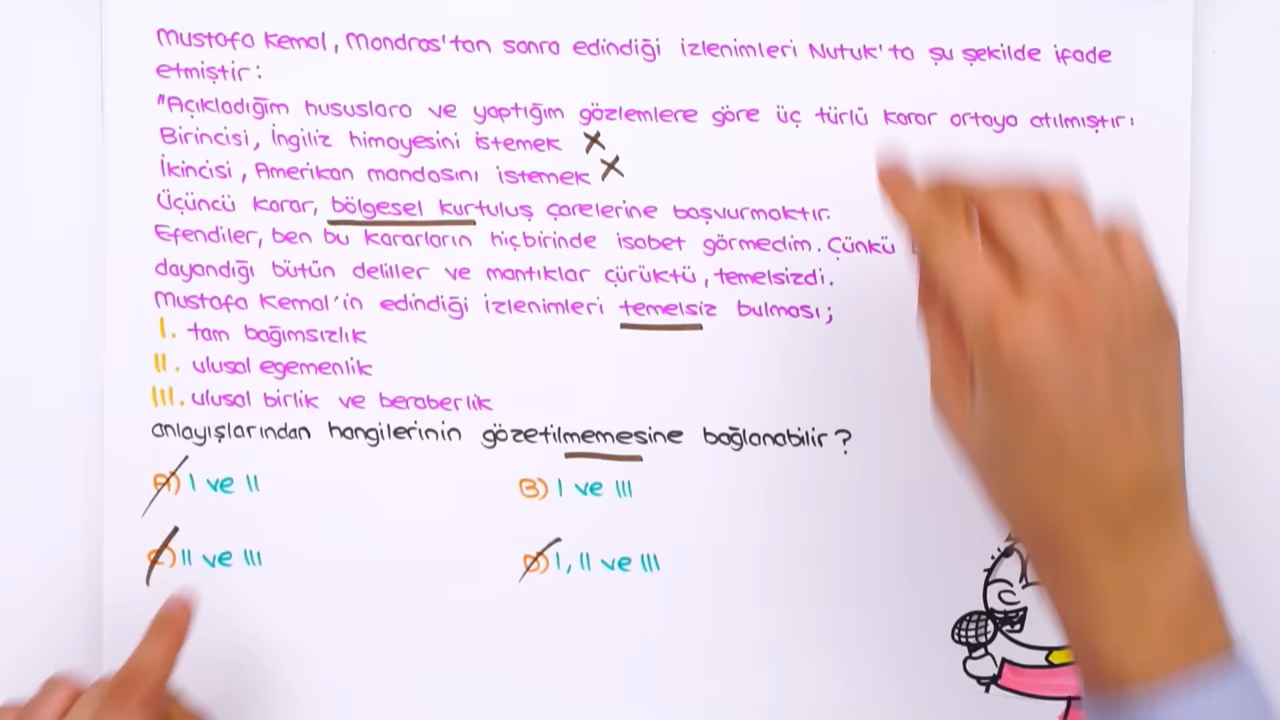 Mustafa Kemal, Mondros'tan sonra edindiği izlenimleri Nutuk'ta şu şekilde ifade
etmiştir:
"Açıkladığım hususlara ve yaptığım gözlemlere göre üç türlü karar ortaya atılmıştır:
Birincisi, İngiliz himayesini istemek
İkincisi, Amerikan mandasını istemek
Üçüncü karar, bölgesel kurtuluş çarelerine başvurmaktır.
Efendiler, ben bu kararların hiçbirinde isabet görmedim. Çünkü
dayandığı bütün deliller ve mantıklar çürüktü, temelsizdi.
Mustafa Kemal'in edindiği izlenimleri temelsiz bulması;
I. tam bağımsızlık
II. ulusal egemenlik
III. ulusal birlik ve beraberlik
anlayışlarından hangilerinin gözetilmemesine bağlanabilir?
A) I ve II
B) I ve III
C) II ve III
D) I, II ve III